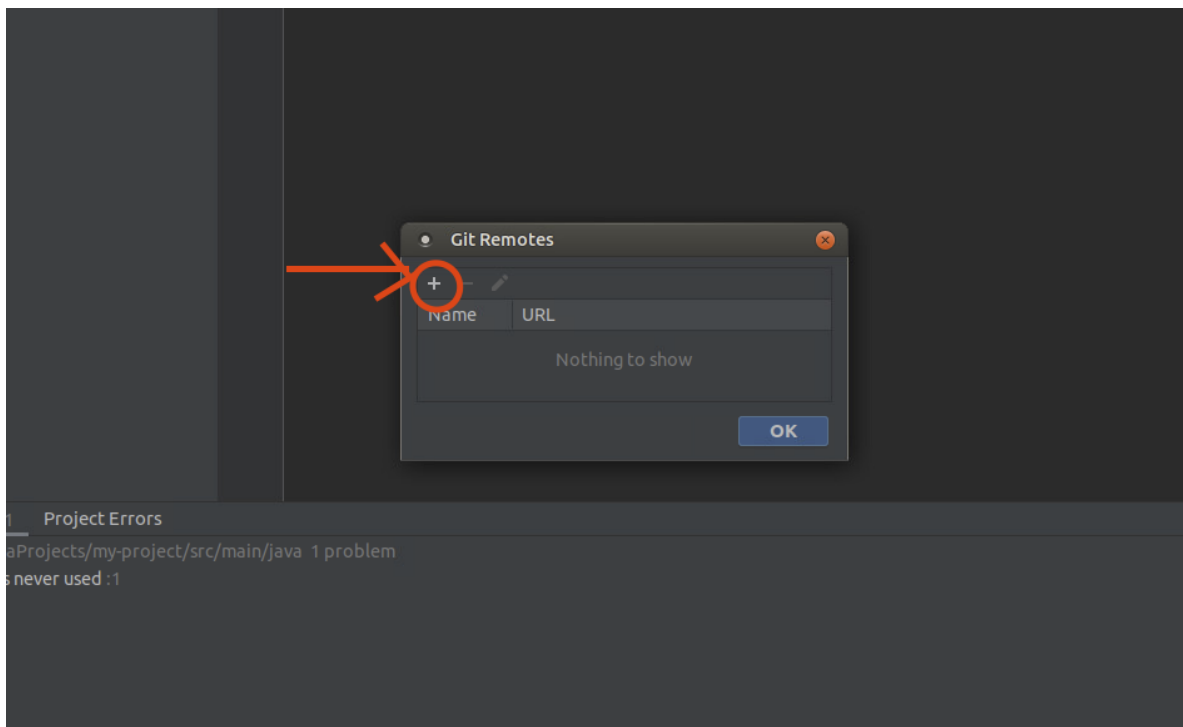 Git Remotes
Name URL
Nothing to show
OK
1 Project Errors
aProjects/my-project/src/main/java 1 problem
s never used :1